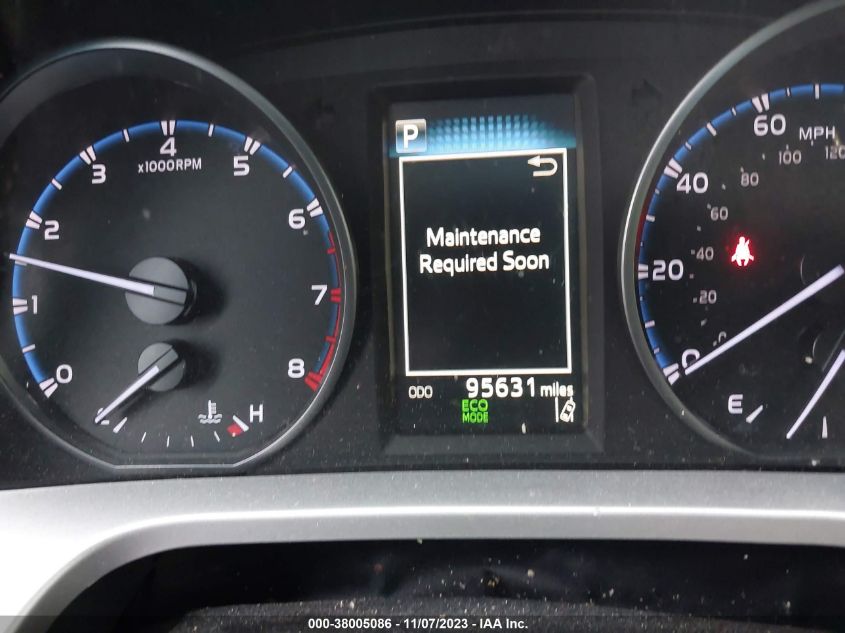 0 1 2 3 4 5 6 7 8
x1000RPM
H
P
Maintenance
Required Soon
ODO 95631 miles
ECO
MODE
0 20 40 60
MPH
20 40 60 80 100 120
E
000-38005086 - 11/07/2023 - IAA Inc.